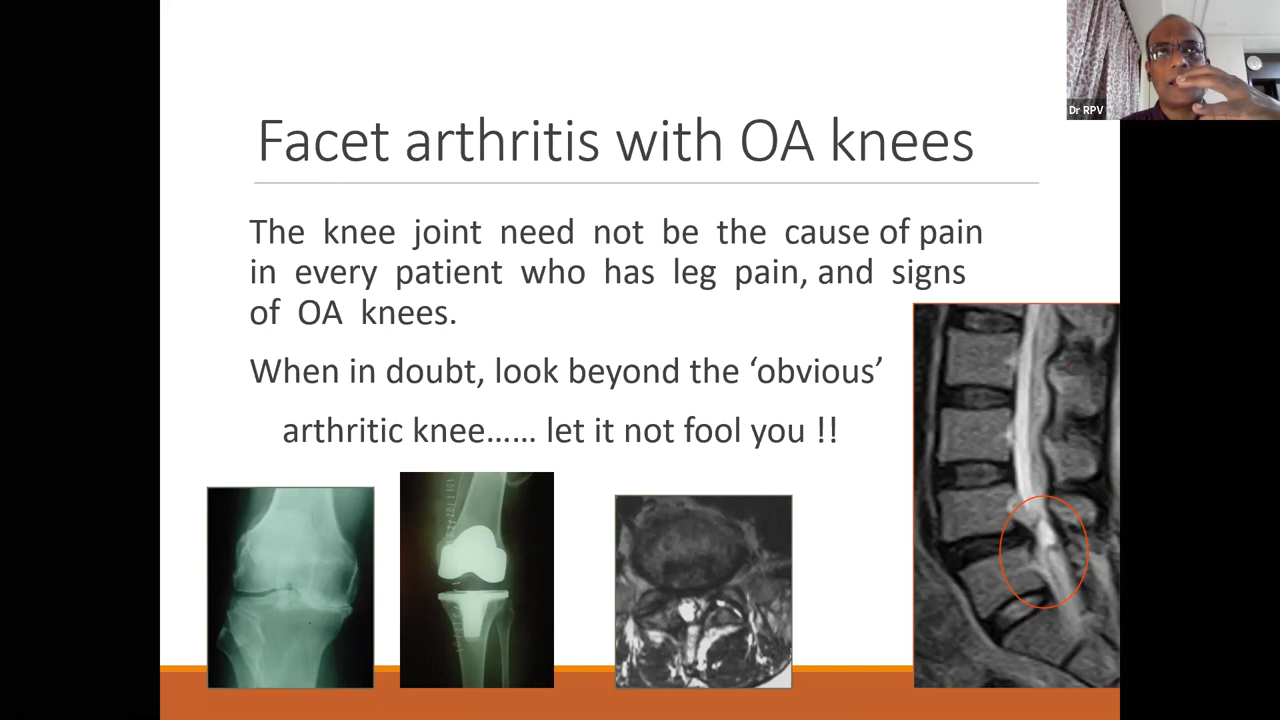 Dr RPV
Facet arthritis with OA knees
The knee joint need not be the cause of pain
in every patient who has leg pain, and signs
of OA knees.
When in doubt, look beyond the ‘obvious’
arthritic knee…… let it not fool you !!